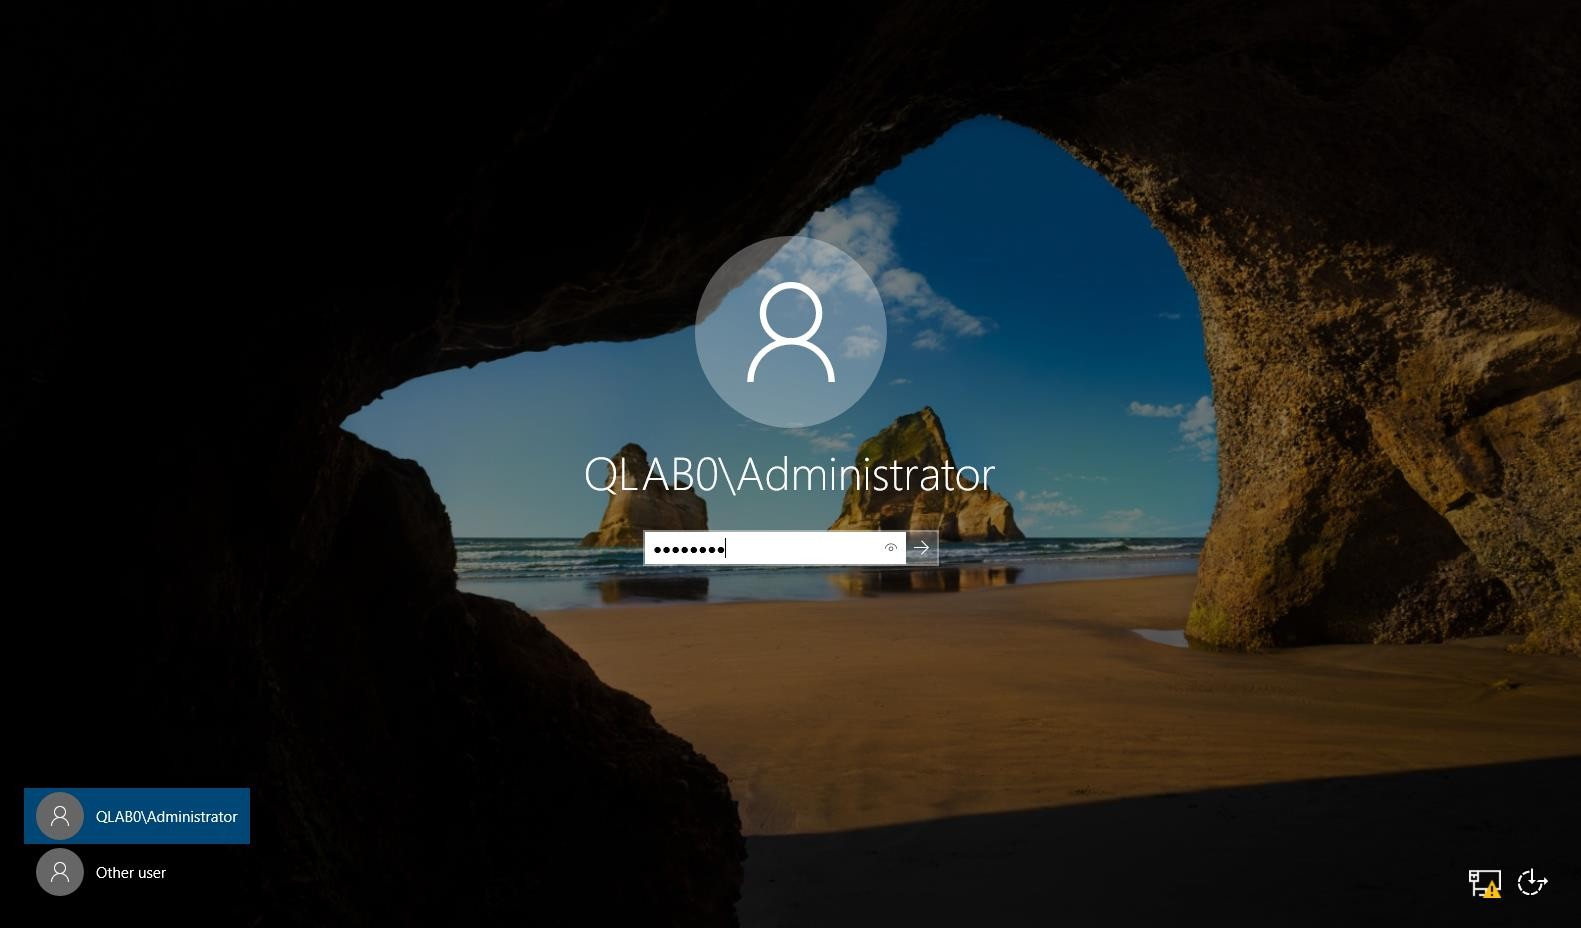 QLAB0\Administrator
••••••••
QLAB0\Administrator
Other user